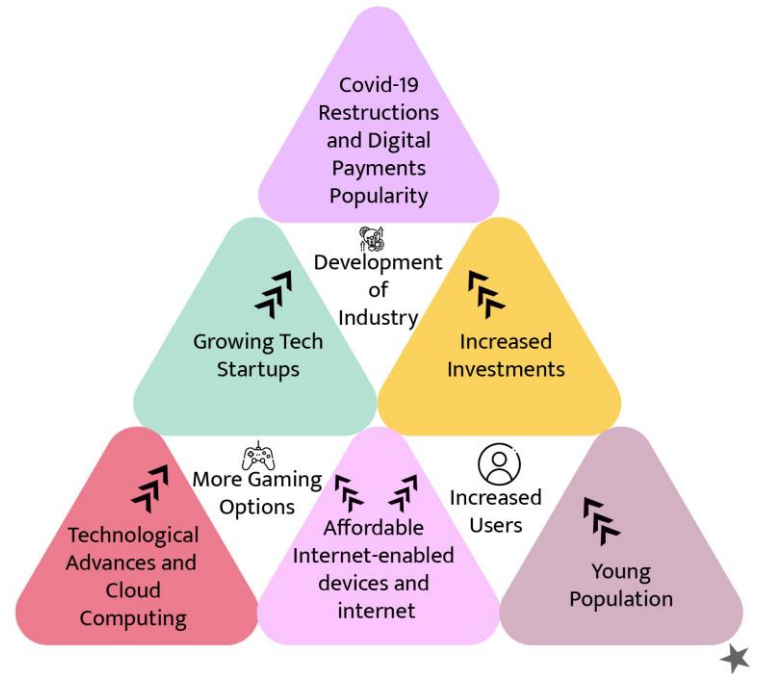 Covid-19
Restructions
and Digital
Payments
Popularity
Development
of
Industry
Growing Tech
Startups
Increased
Investments
More Gaming
Options
Increased
Users
Technological
Advances and
Cloud
Computing
Affordable
Internet-enabled
devices and
internet
Young
Population